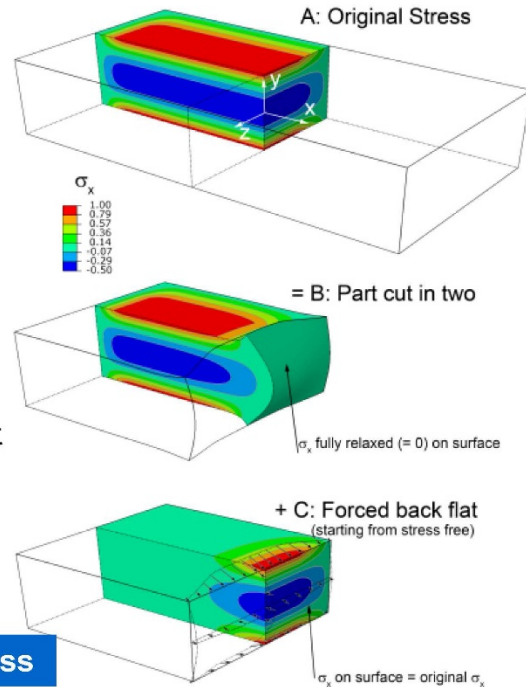 A: Original Stress
y
x
z
σx
1.00
0.79
0.57
0.36
0.14
-0.07
-0.29
-0.50
= B: Part cut in two
σx fully relaxed (= 0) on surface
+ C: Forced back flat
(starting from stress free)
σx on surface = original σx